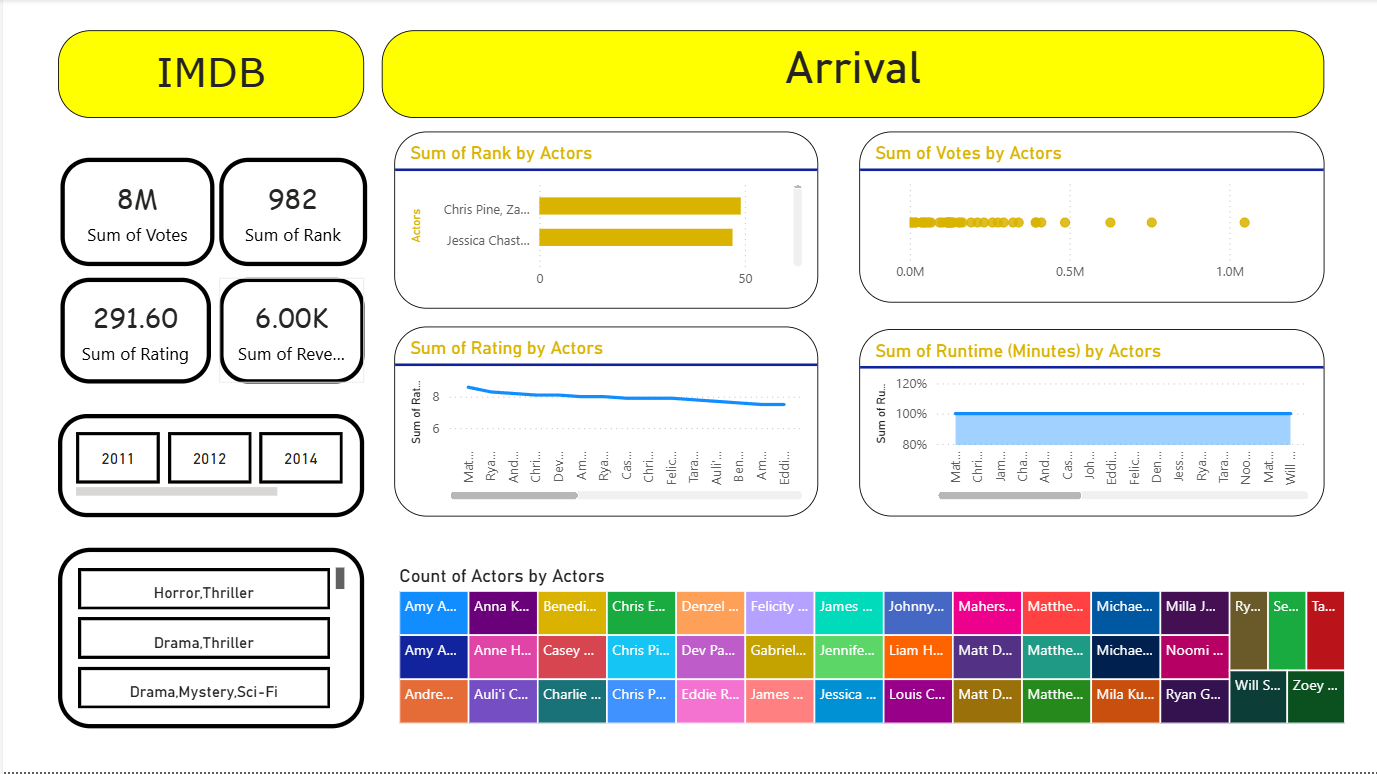 IMDB
Arrival
8M
Sum of Votes
982
Sum of Rank
291.60
Sum of Rating
6.00K
Sum of Reve...
2011
2012
2014
Horror,Thriller
Drama,Thriller
Drama,Mystery,Sci-Fi
Sum of Rank by Actors
Actors
Chris Pine, Za...
Jessica Chast...
0
50
Sum of Votes by Actors
0.0M
0.5M
1.0M
Sum of Rating by Actors
Sum of Rat...
8
6
Mat...
Rya...
And...
Chri...
Dev...
Am...
Rya...
Cas...
Chri...
Felic...
Tara...
Auli'...
Ben...
Am...
Eddi...
Sum of Runtime (Minutes) by Actors
Sum of Ru...
120%
100%
80%
Mat...
Chri...
Jam...
Cha...
And...
Cas...
Joh...
Eddi...
Felic...
Den...
Jess...
Rya...
Tara...
Noo...
Mat...
Will ...
Count of Actors by Actors
Amy A...
Anna K...
Benedi...
Chris E...
Denzel ...
Felicity ...
James ...
Johnny...
Mahers...
Matthe...
Michae...
Milla J...
Ry...
Se...
Ta...
Amy A...
Anne H...
Casey ...
Chris Pi...
Dev Pa...
Gabriel...
Jennife...
Liam H...
Matt D...
Matthe...
Michae...
Noomi ...
Andre...
Auli'i C...
Charlie ...
Chris P...
Eddie R...
James ...
Jessica ...
Louis C...
Matt D...
Matthe...
Mila Ku...
Ryan G...
Will S...
Zoey ...